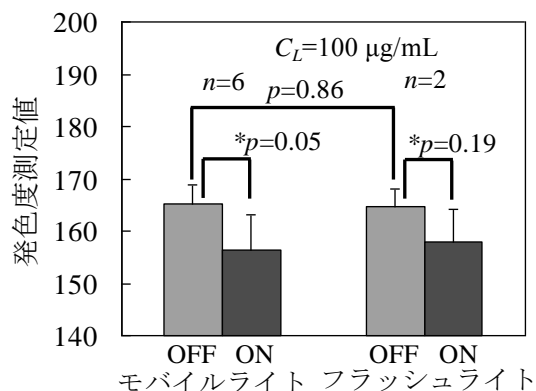 200
190
180
170
160
150
140
発色度測定値
C_L=100 μg/mL
n=6
n=2
p=0.86
*p=0.05
*p=0.19
OFF ON
OFF ON
モバイルライト フラッシュライト